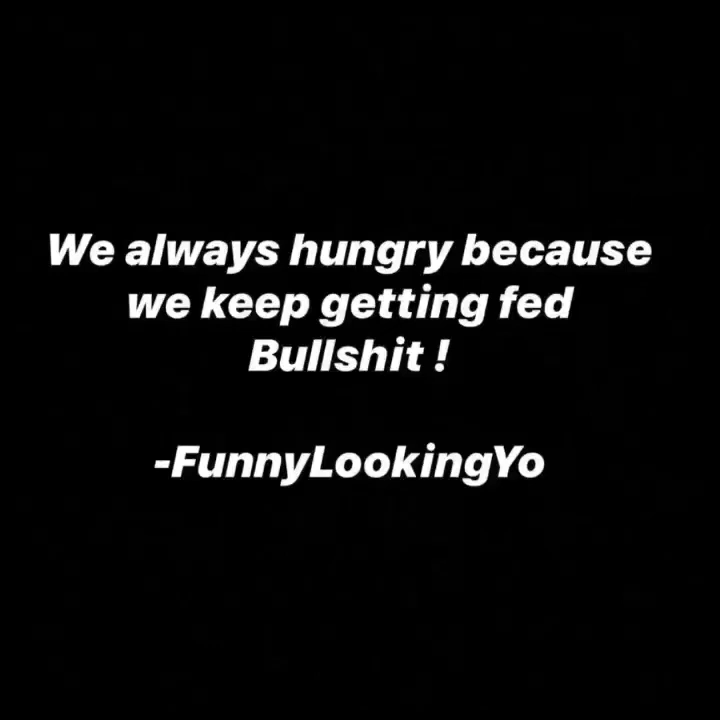 We always hungry because
we keep getting fed
Bullshit !
-FunnyLookingYo